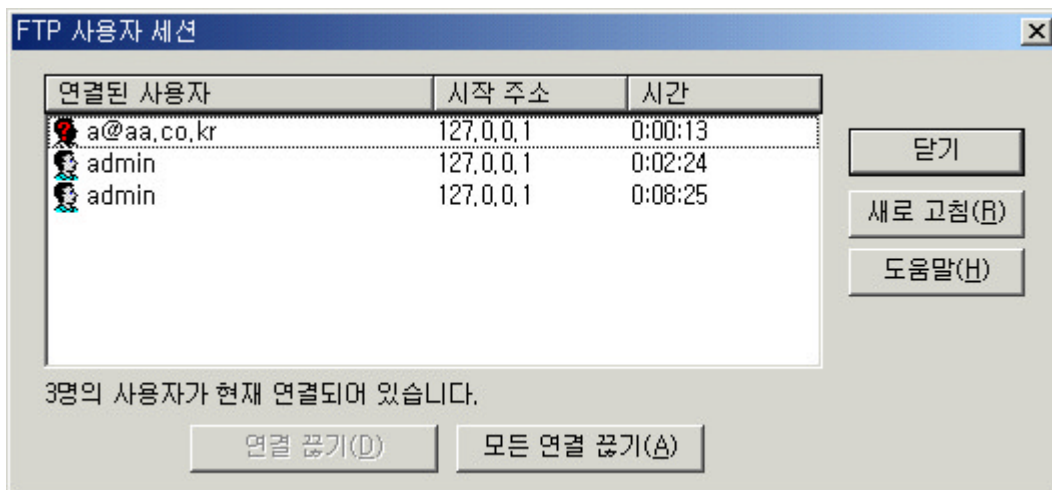 FTP 사용자 세션
연결된 사용자 시작 주소 시간
a@aa.co.kr 127.0.0.1 0:00:13
admin 127.0.0.1 0:02:24
admin 127.0.0.1 0:08:25
닫기
새로 고침(R)
도움말(H)
3명의 사용자가 현재 연결되어 있습니다.
연결 끊기(D) 모든 연결 끊기(A)